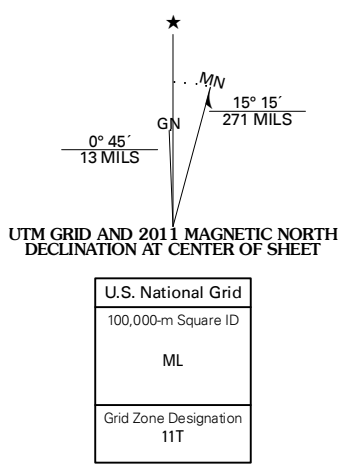 ★
MN
GN
15° 15´
271 MILS
0° 45´
13 MILS
UTM GRID AND 2011 MAGNETIC NORTH
DECLINATION AT CENTER OF SHEET
U.S. National Grid
100,000-m Square ID
ML
Grid Zone Designation
11T